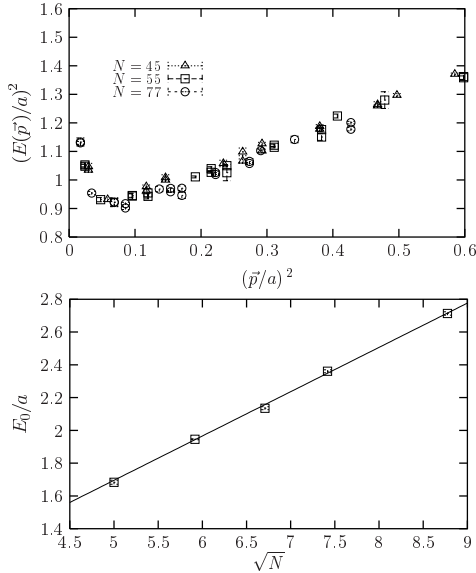 1.6
1.5
1.4
1.3
1.2
1.1
1
0.9
0.8
(E(p⃗)/a)²
N = 45
N = 55
N = 77
0 0.1 0.2 0.3 0.4 0.5 0.6
(p⃗/a)²
2.8
2.6
2.4
2.2
2
1.8
1.6
1.4
E₀/a
4.5 5 5.5 6 6.5 7 7.5 8 8.5 9
√N